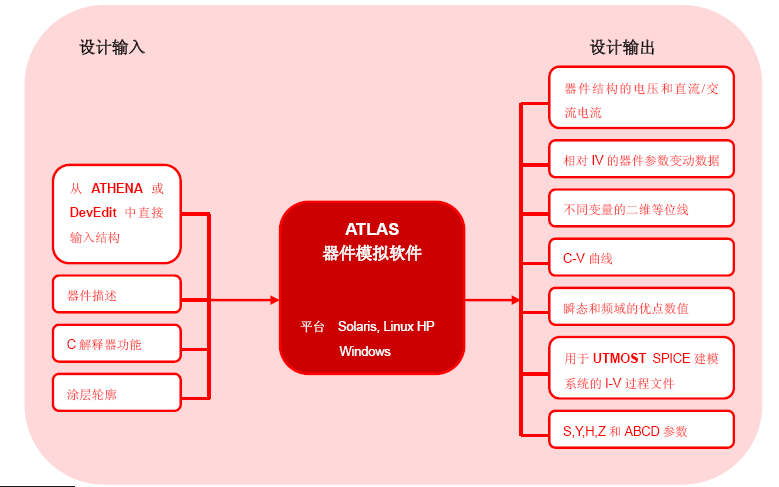 设计输入
设计输出
从 ATHENA 或
DevEdit 中直接
输入结构
器件描述
C 解释器功能
涂层轮廓
ATLAS
器件模拟软件
平台 Solaris, Linux HP
Windows
器件结构的电压和直流/交
流电流
相对 IV 的器件参数变动数据
不同变量的二维等位线
C-V 曲线
瞬态和频域的优点数值
用于 UTMOST SPICE 建模
系统的 I-V 过程文件
S,Y,H,Z 和 ABCD 参数